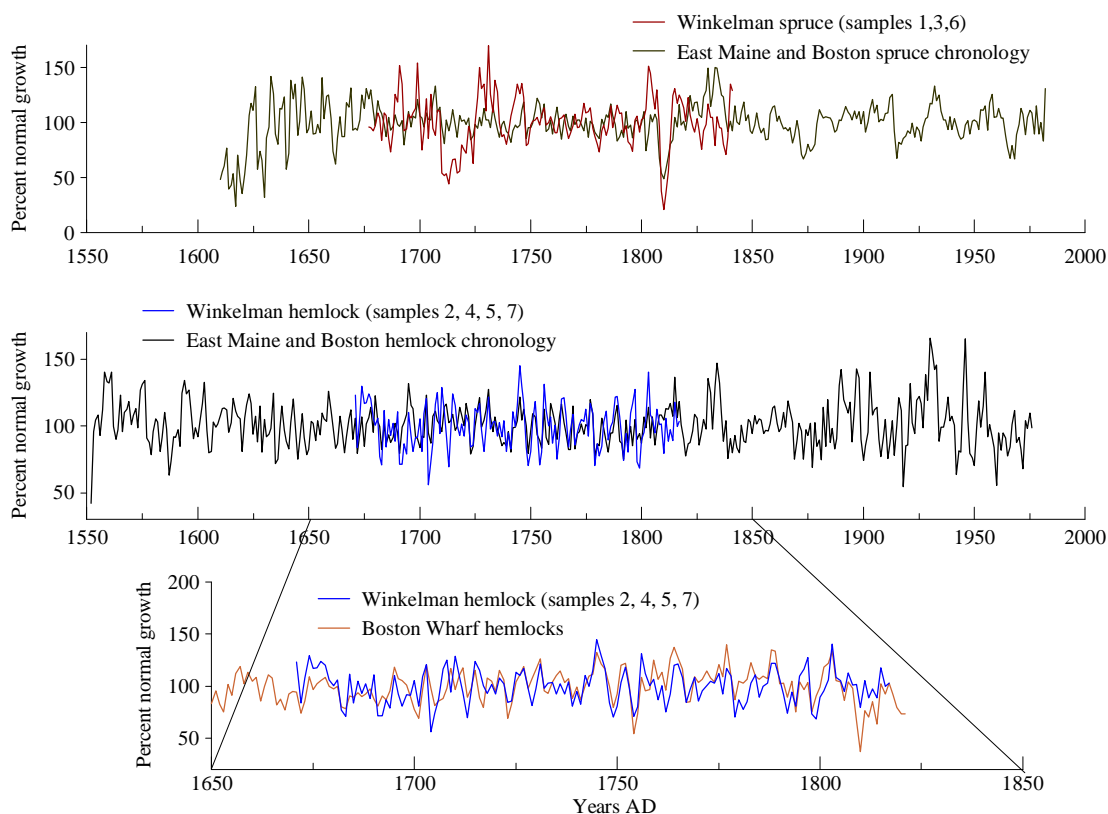 Winkelman spruce (samples 1,3,6)
East Maine and Boston spruce chronology
Percent normal growth
150
100
50
0
1550 1600 1650 1700 1750 1800 1850 1900 1950 2000
Winkelman hemlock (samples 2, 4, 5, 7)
East Maine and Boston hemlock chronology
Percent normal growth
150
100
50
1550 1600 1650 1700 1750 1800 1850 1900 1950 2000
Winkelman hemlock (samples 2, 4, 5, 7)
Boston Wharf hemlocks
Percent normal growth
200
150
100
50
1650 1700 1750 1800 1850
Years AD